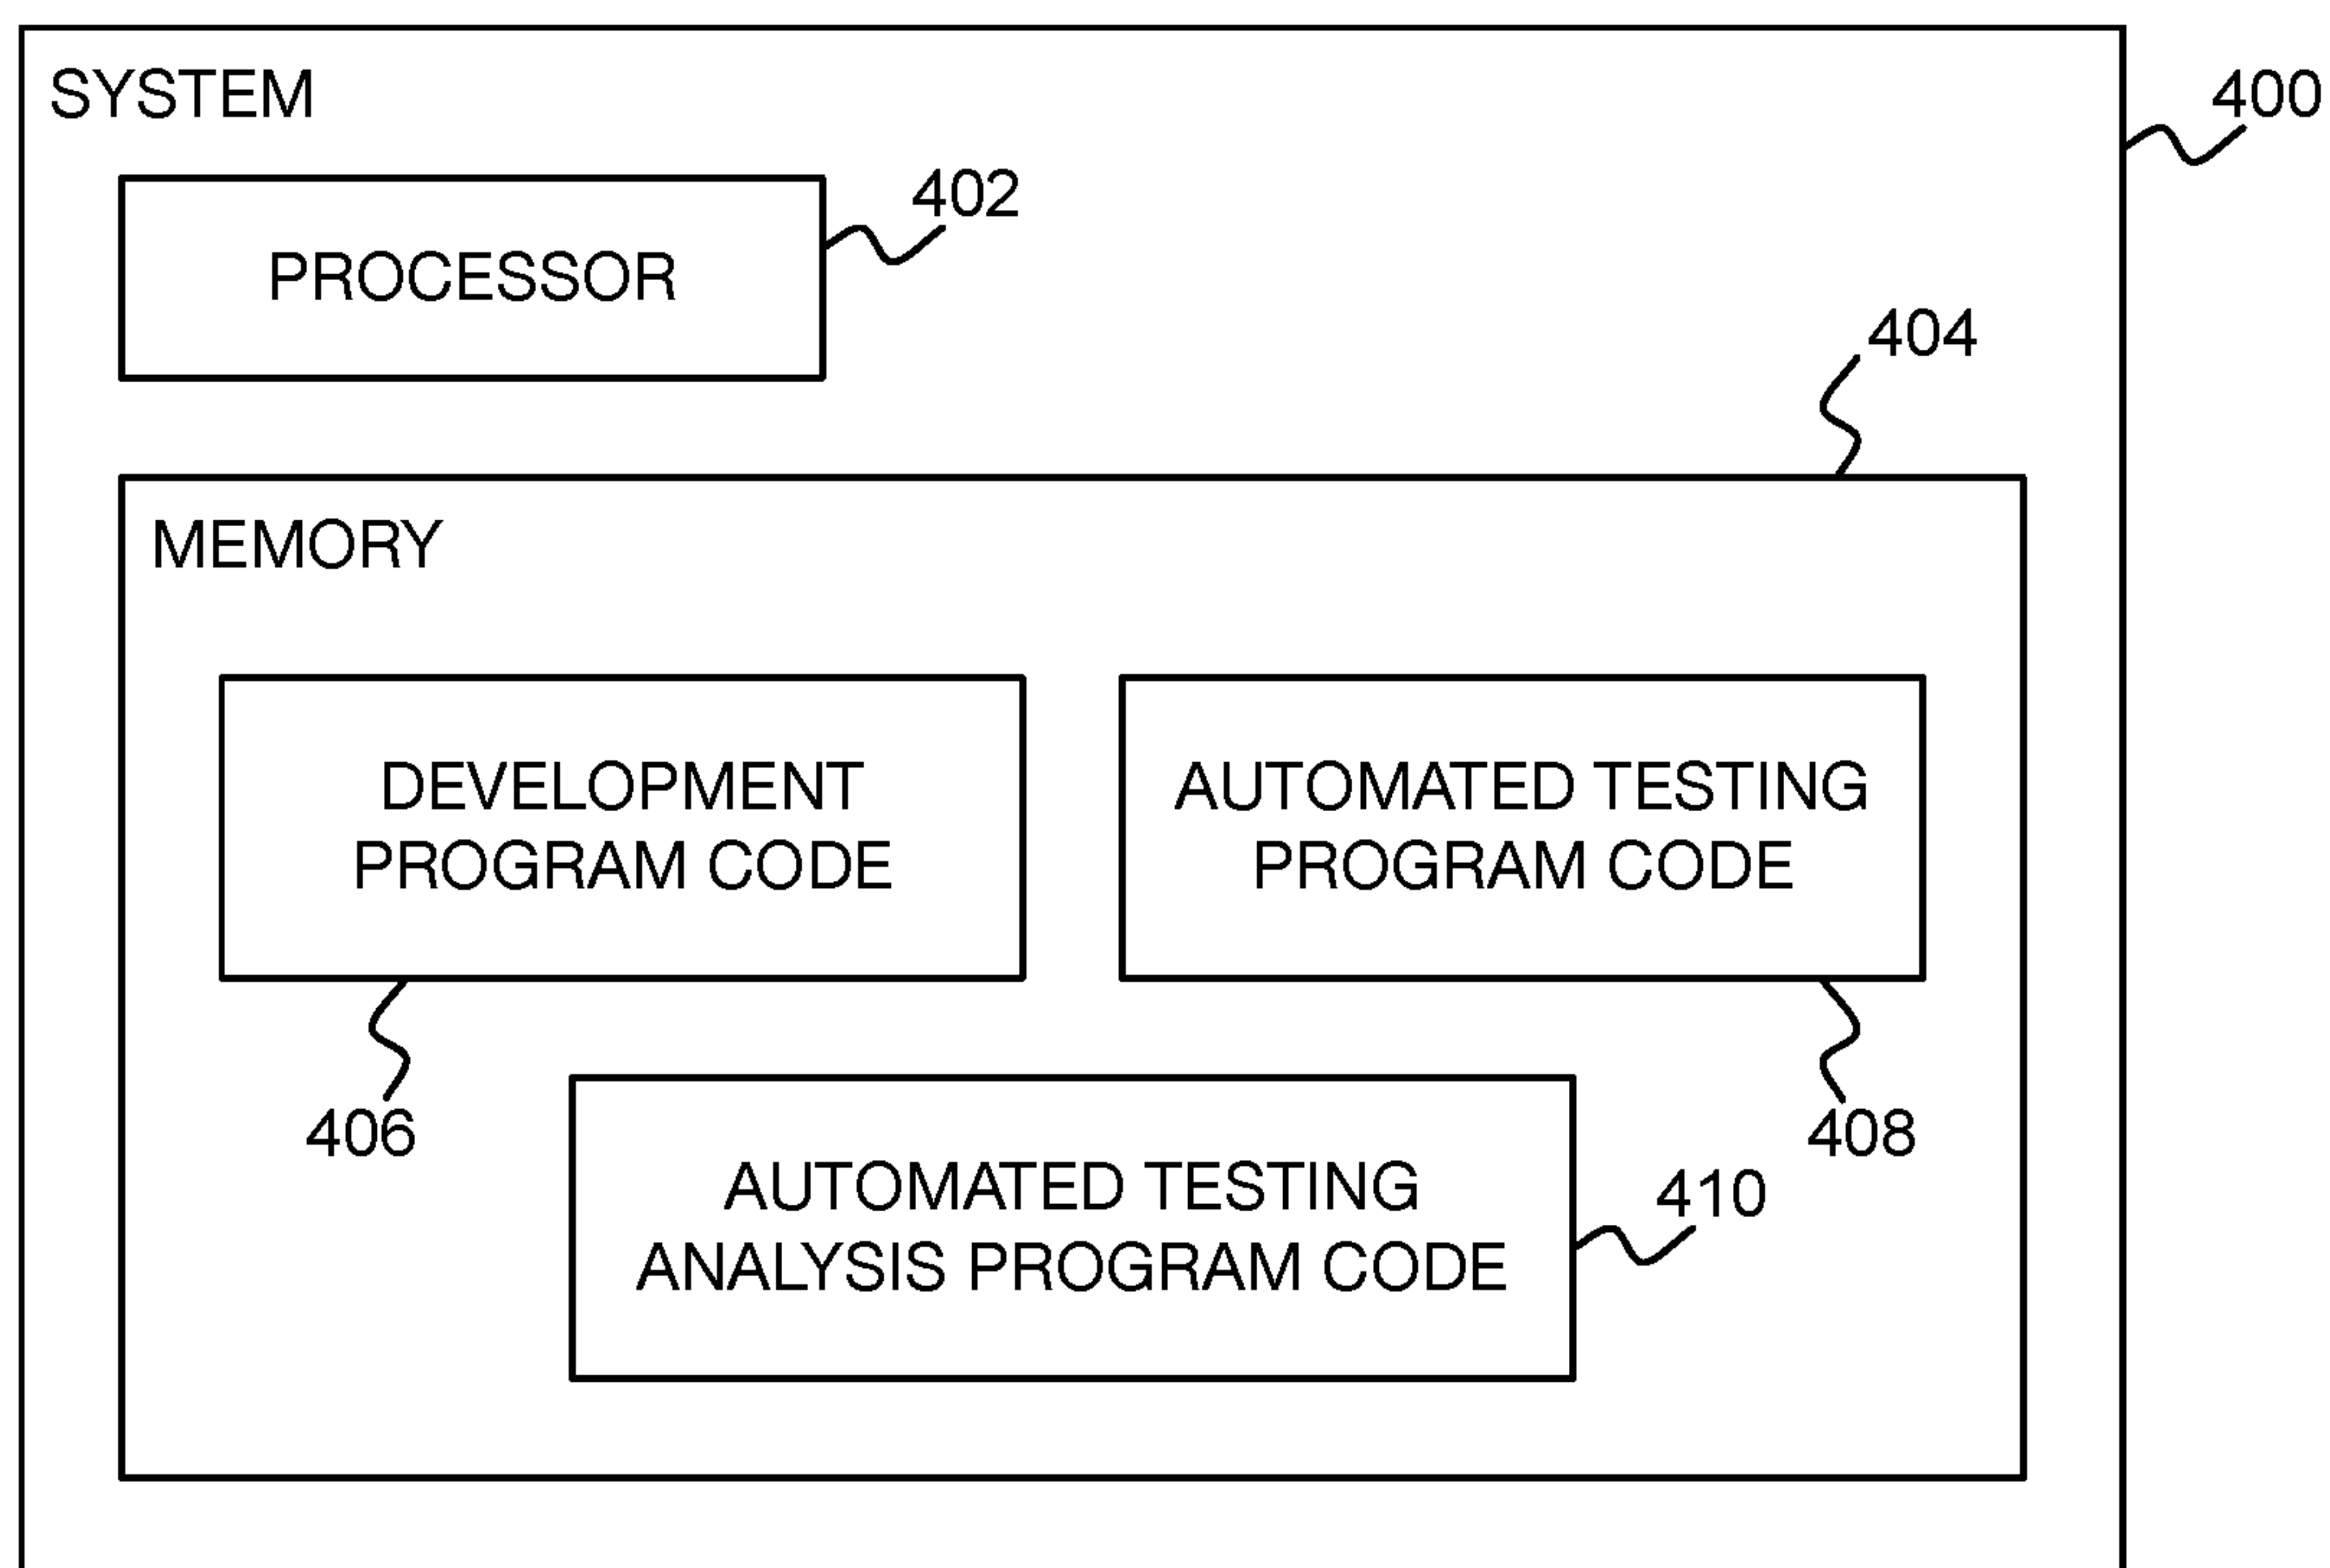 SYSTEM
400
402
PROCESSOR
404
MEMORY
DEVELOPMENT
PROGRAM CODE
AUTOMATED TESTING
PROGRAM CODE
406
408
AUTOMATED TESTING
ANALYSIS PROGRAM CODE
410